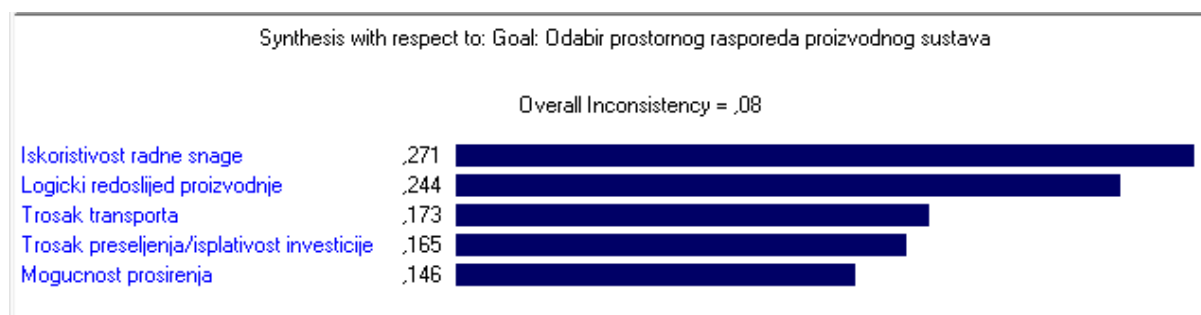 Synthesis with respect to: Goal: Odabir prostornog rasporeda proizvodnog sustava
Overall Inconsistency = ,08
Iskoristivost radne snage ,271
Logicki redoslijed proizvodnje ,244
Trosak transporta ,173
Trosak preseljenja/isplativost investicije ,165
Mogucnost prosirenja ,146